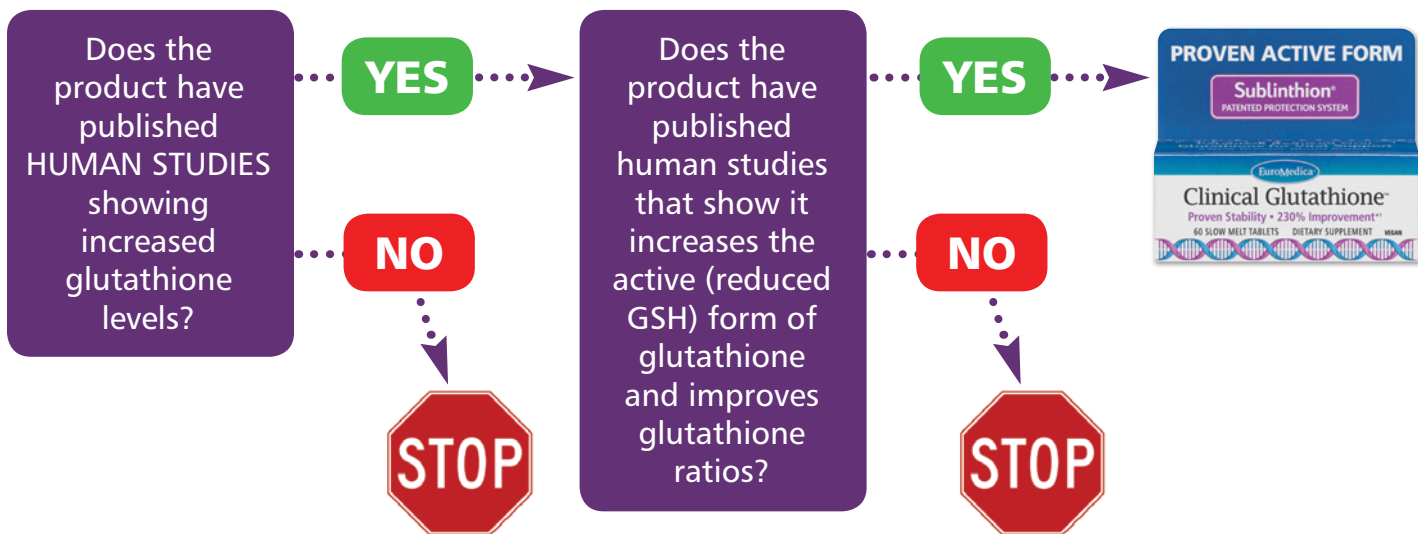 Does the
product have
published
HUMAN STUDIES
showing
increased
glutathione
levels?
YES
NO
STOP
Does the
product have
published
human studies
that show it
increases the
active (reduced
GSH) form of
glutathione
and improves
glutathione
ratios?
YES
NO
STOP
PROVEN ACTIVE FORM
Sublinthion®
PATENTED PROTECTION SYSTEM
EuroMedica®
Clinical Glutathione™
Proven Stability • 230% Improvement**
60 SLOW MELT TABLETS DIETARY SUPPLEMENT VEGAN